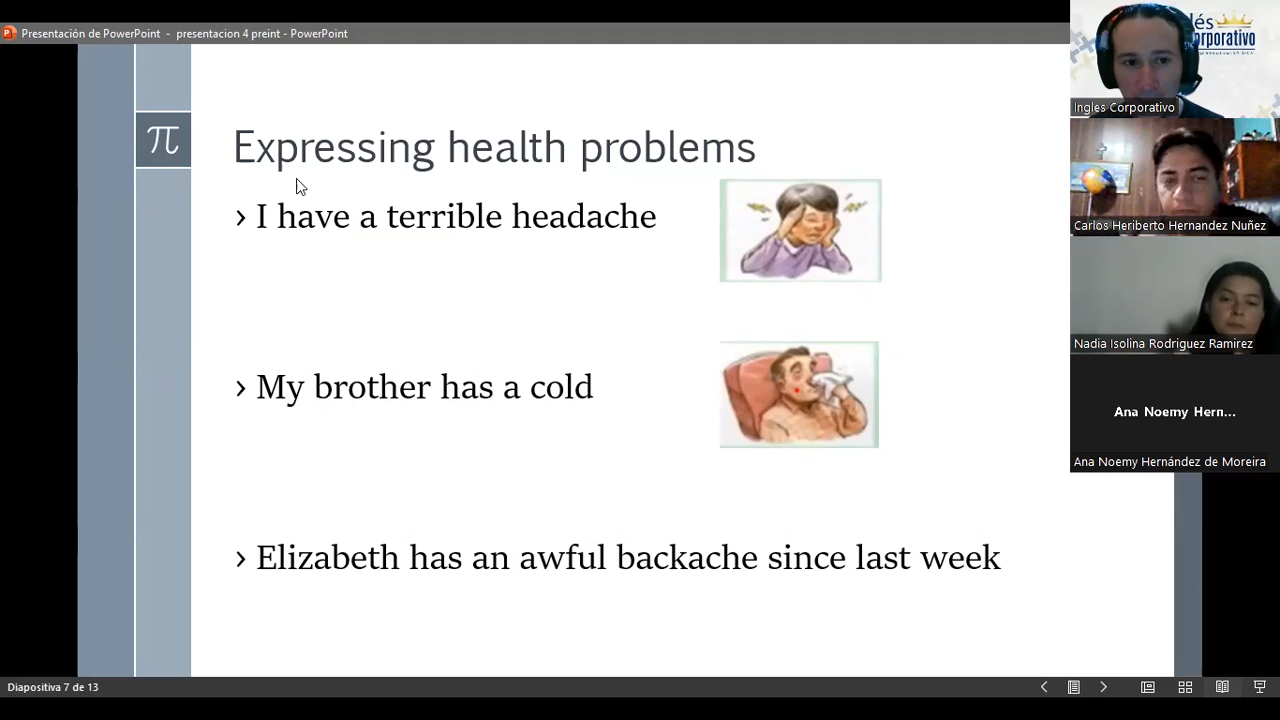 Presentación de PowerPoint - presentacion 4 preint - PowerPoint
π
Expressing health problems
› I have a terrible headache
› My brother has a cold
› Elizabeth has an awful backache since last week
Diapositiva 7 de 13
Ingles Corporativo
Carlos Heriberto Hernandez Nuñez
Nadia Isolina Rodriguez Ramirez
Ana Noemy Hern...
Ana Noemy Hernández de Moreira